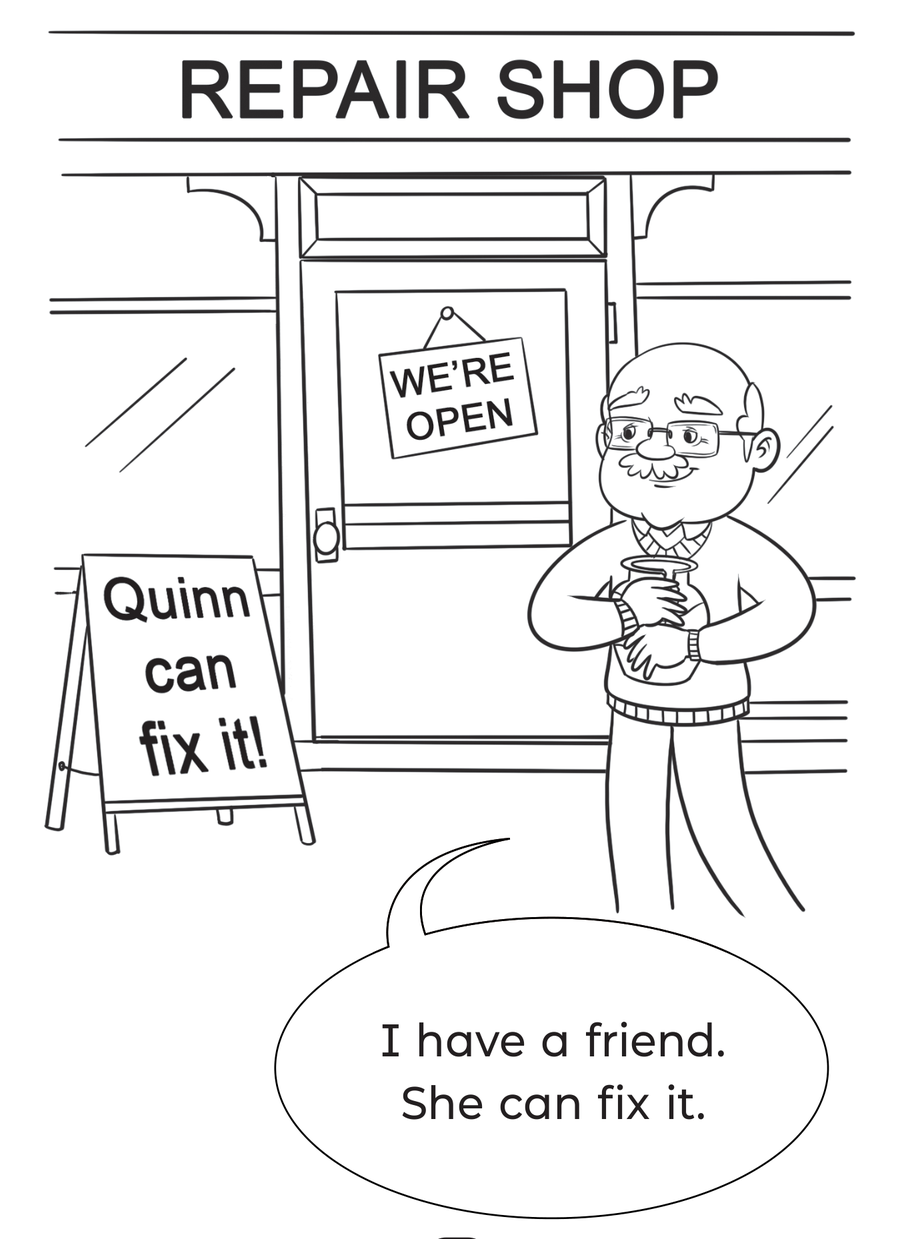 REPAIR SHOP
WE’RE
OPEN
Quinn
can
fix it!
I have a friend.
She can fix it.